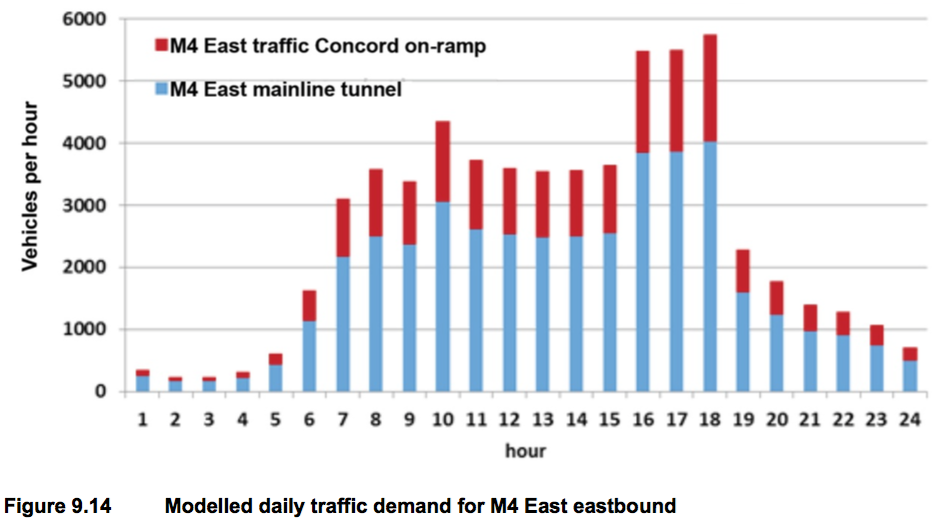 6000
M4 East traffic Concord on-ramp
5000
M4 East mainline tunnel
4000
3000
2000
1000
0
Vehicles per hour
1 2 3 4 5 6 7 8 9 10 11 12 13 14 15 16 17 18 19 20 21 22 23 24
hour
Figure 9.14 Modelled daily traffic demand for M4 East eastbound